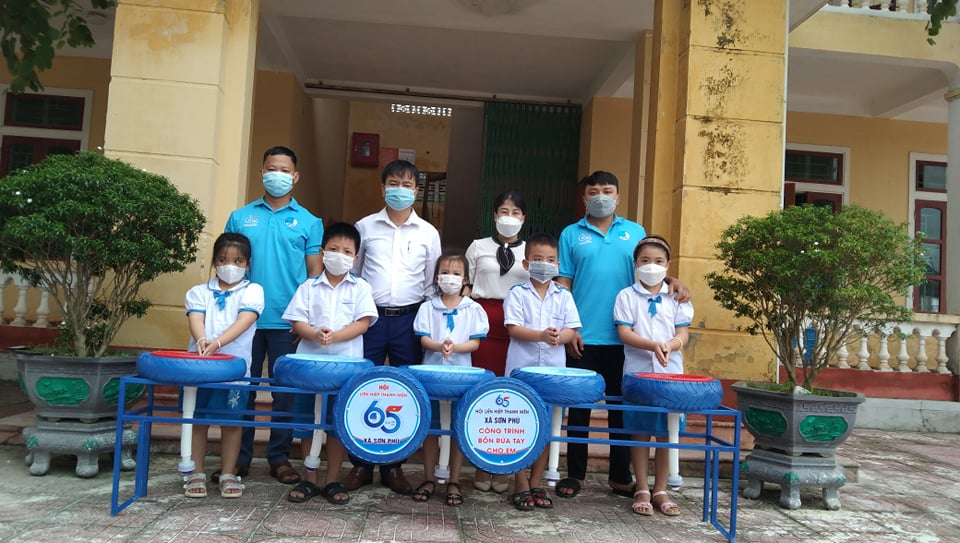 HỘI
LIÊN HIỆP THANH NIÊN
65
XÃ SƠN PHÚ
HỘI LIÊN HIỆP THANH NIÊN
XÃ SƠN PHÚ
CÔNG TRÌNH
BỒN RỬA TAY
CHO EM